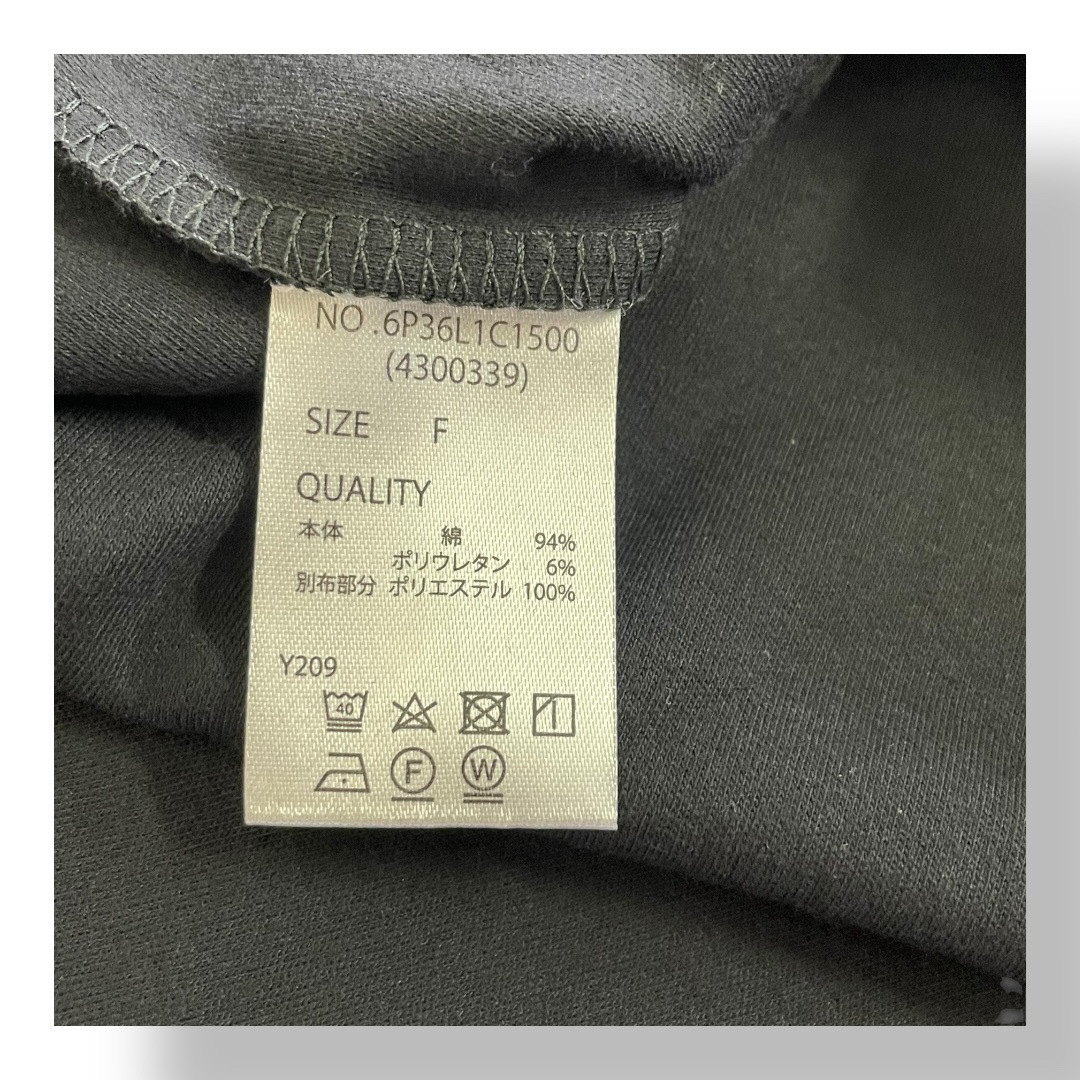 NO.6P36L1C1500
(4300339)
SIZE F
QUALITY
本体 綿 94%
ポリウレタン 6%
別布部分 ポリエステル 100%
Y209
40
F W